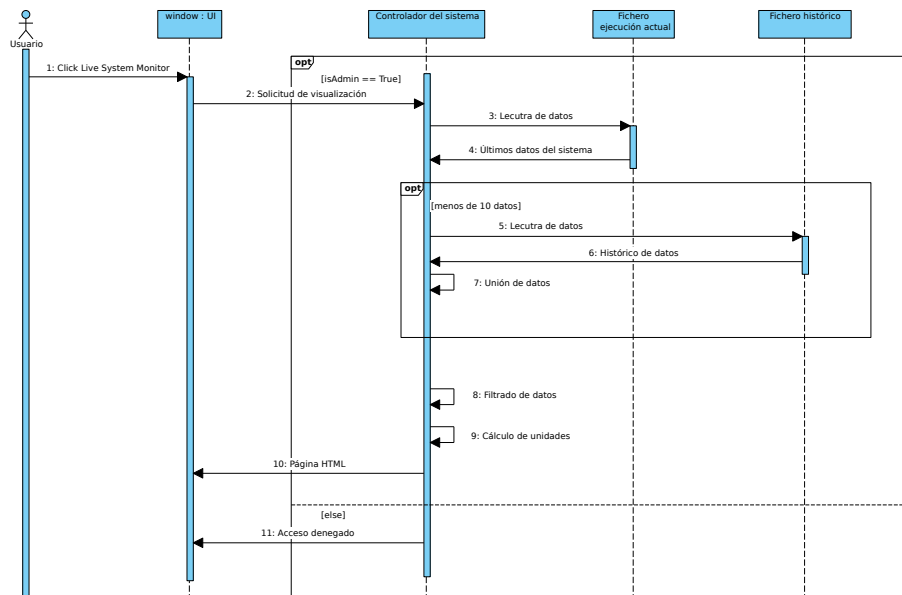 Usuario
window : UI
Controlador del sistema
Fichero
ejecución actual
Fichero histórico
opt
1: Click Live System Monitor
[isAdmin == True]
2: Solicitud de visualización
3: Lecutra de datos
4: Últimos datos del sistema
opt
[menos de 10 datos]
5: Lecutra de datos
6: Histórico de datos
7: Unión de datos
8: Filtrado de datos
9: Cálculo de unidades
10: Página HTML
[else]
11: Acceso denegado